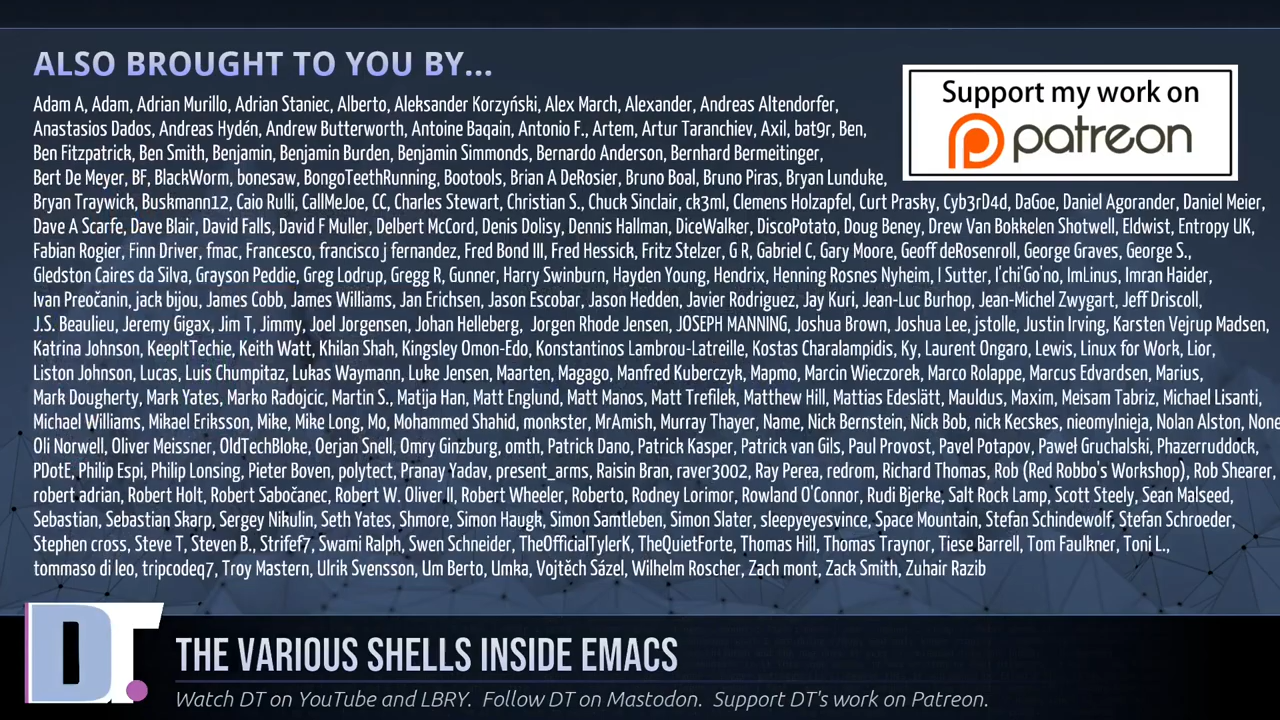 ALSO BROUGHT TO YOU BY...
Support my work on
patreon
Adam A, Adam, Adrian Murillo, Adrian Staniec, Alberto, Aleksander Korzyński, Alex March, Alexander, Andreas Altendorfer,
Anastasios Dados, Andreas Hydén, Andrew Butterworth, Antoine Baqain, Antonio F., Artem, Artur Taranchiev, Axil, bat9r, Ben,
Ben Fitzpatrick, Ben Smith, Benjamin, Benjamin Burden, Benjamin Simmonds, Bernardo Anderson, Bernhard Bermeitinger,
Bert De Meyer, BF, BlackWorm, bonesaw, BongoTeethRunning, Bootools, Brian A DeRosier, Bruno Boal, Bruno Piras, Bryan Lunduke,
Bryan Traywick, Buskmann12, Caio Rulli, CallMeJoe, CC, Charles Stewart, Christian S., Chuck Sinclair, ck3ml, Clemens Holzapfel, Curt Prasky, Cyb3rD4d, DaGoe, Daniel Agorander, Daniel Meier,
Dave A Scarfe, Dave Blair, David Falls, David F Muller, Delbert McCord, Denis Dolisy, Dennis Hallman, DiceWalker, DiscoPotato, Doug Beney, Drew Van Bokkelen Shotwell, Eldwist, Entropy UK,
Fabian Rogier, Finn Driver, fmac, Francesco, francisco j fernandez, Fred Bond III, Fred Hessick, Fritz Stelzer, G R, Gabriel C, Gary Moore, Geoff deRosenroll, George Graves, George S.,
Gledston Caires da Silva, Grayson Peddie, Greg Lodrup, Gregg R, Gunner, Harry Swinburn, Hayden Young, Hendrix, Henning Rosnes Nyheim, I Sutter, I'chi'Go'no, ImLinus, Imran Haider,
Ivan Preočanin, jack bijou, James Cobb, James Williams, Jan Erichsen, Jason Escobar, Jason Hedden, Javier Rodriguez, Jay Kuri, Jean-Luc Burhop, Jean-Michel Zwygart, Jeff Driscoll,
J.S. Beaulieu, Jeremy Gigax, Jim T, Jimmy, Joel Jorgensen, Johan Helleberg, Jorgen Rhode Jensen, JOSEPH MANNING, Joshua Brown, Joshua Lee, jstolle, Justin Irving, Karsten Vejrup Madsen,
Katrina Johnson, KeepItTechie, Keith Watt, Khilan Shah, Kingsley Omon-Edo, Konstantinos Lambrou-Latreille, Kostas Charalampidis, Ky, Laurent Ongaro, Lewis, Linux for Work, Lior,
Liston Johnson, Lucas, Luis Chumpitaz, Lukas Waymann, Luke Jensen, Maarten, Magago, Manfred Kuberczyk, Mapmo, Marcin Wieczorek, Marco Rolappe, Marcus Edvardsen, Marius,
Mark Dougherty, Mark Yates, Marko Radojcic, Martin S., Matija Han, Matt Englund, Matt Manos, Matt Trefilek, Matthew Hill, Mattias Edeslätt, Mauldus, Maxim, Meisam Tabriz, Michael Lisanti,
Michael Williams, Mikael Eriksson, Mike, Mike Long, Mo, Mohammed Shahid, monkster, MrAmish, Murray Thayer, Name, Nick Bernstein, Nick Bob, nick Kecskes, nieomylnieja, Nolan Alston, None
Oli Norwell, Oliver Meissner, OldTechBloke, Oerjan Snell, Omry Ginzburg, omth, Patrick Dano, Patrick Kasper, Patrick van Gils, Paul Provost, Pavel Potapov, Paweł Gruchalski, Phazerruddock,
PDotE, Philip Espi, Philip Lonsing, Pieter Boven, polytect, Pranay Yadav, present_arms, Raisin Bran, raver3002, Ray Perea, redrom, Richard Thomas, Rob (Red Robbo's Workshop), Rob Shearer,
robert adrian, Robert Holt, Robert Sabočanec, Robert W. Oliver II, Robert Wheeler, Roberto, Rodney Lorimor, Rowland O'Connor, Rudi Bjerke, Salt Rock Lamp, Scott Steely, Sean Malseed,
Sebastian, Sebastian Skarp, Sergey Nikulin, Seth Yates, Shmore, Simon Haugk, Simon Samtleben, Simon Slater, sleepyeyesvince, Space Mountain, Stefan Schindewolf, Stefan Schroeder,
Stephen cross, Steve T, Steven B., Strifef7, Swami Ralph, Swen Schneider, TheOfficialTylerK, TheQuietForte, Thomas Hill, Thomas Traynor, Tiese Barrell, Tom Faulkner, Toni L.,
tommaso di leo, tripcodeq7, Troy Mastern, Ulrik Svensson, Um Berto, Umka, Vojtěch Sázel, Wilhelm Roscher, Zach mont, Zack Smith, Zuhair Razib
DT.
THE VARIOUS SHELLS INSIDE EMACS
Watch DT on YouTube and LBRY. Follow DT on Mastodon. Support DT's work on Patreon.